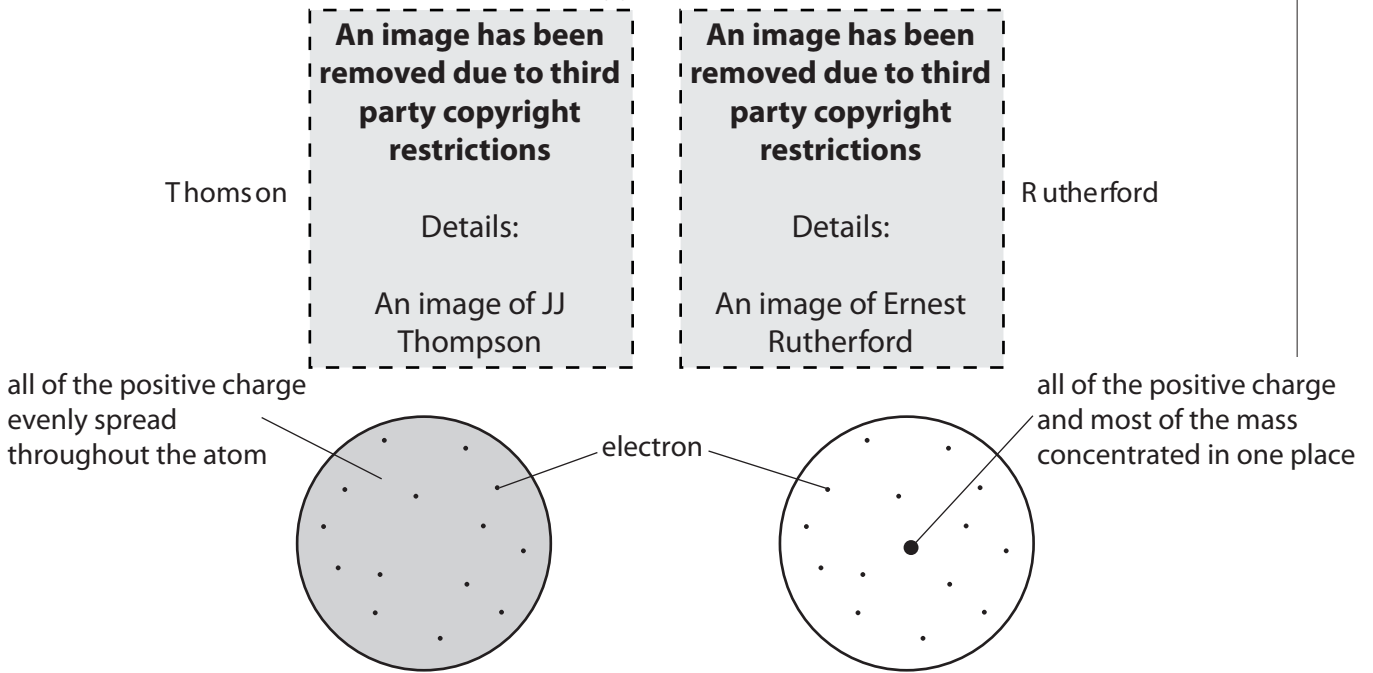 An image has been
removed due to third
party copyright
restrictions
Details:
An image of JJ
Thompson
An image has been
removed due to third
party copyright
restrictions
Details:
An image of Ernest
Rutherford
Thomson
Rutherford
all of the positive charge
evenly spread
throughout the atom
electron
all of the positive charge
and most of the mass
concentrated in one place